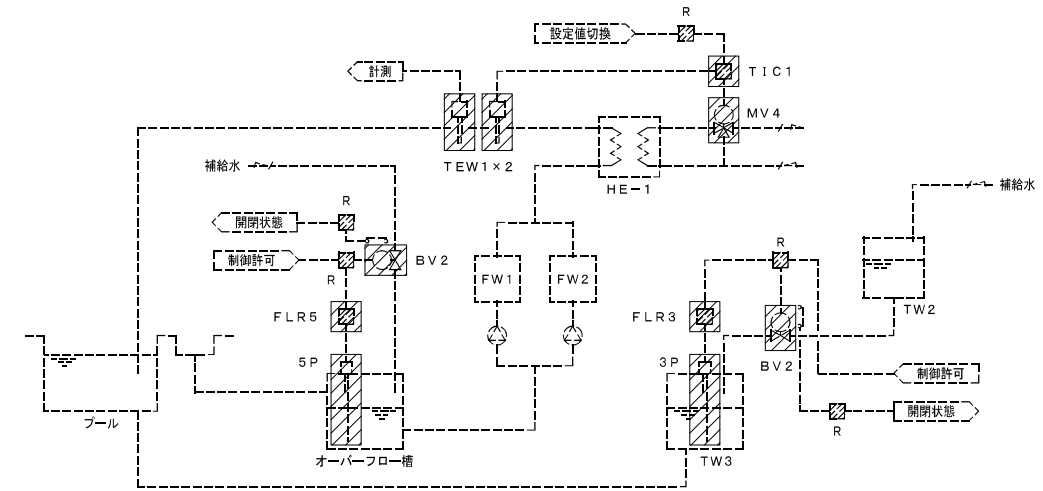 R
設定値切換
計測
TIC1
MV4
TEW1×2
HE-1
補給水
補給水
R
開閉状態
制御許可
BV2
R
FW1
FW2
R
TW2
FLR5
FLR3
5P
3P
BV2
制御許可
開閉状態
R
プール
オーバーフロー槽
TW3